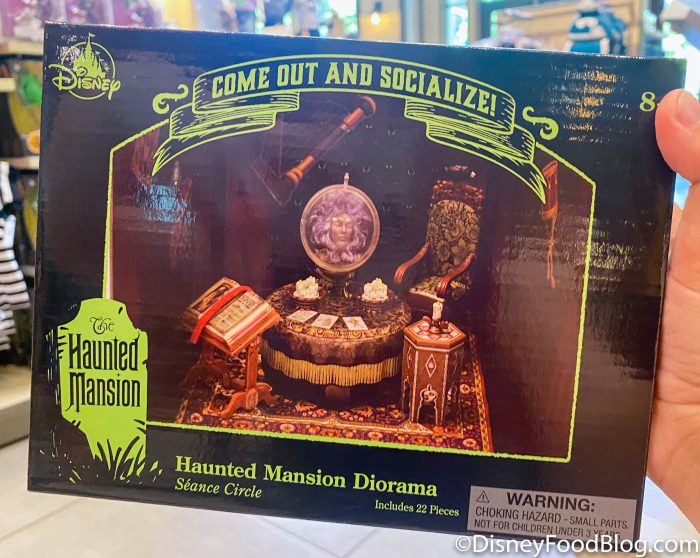 Disney
COME OUT AND SOCIALIZE!
8
The
Haunted
Mansion
Haunted Mansion Diorama
Séance Circle
Includes 22 Pieces
WARNING:
CHOKING HAZARD - SMALL PARTS
NOT FOR CHILDREN UNDER 3
©DisneyFoodBlog.com